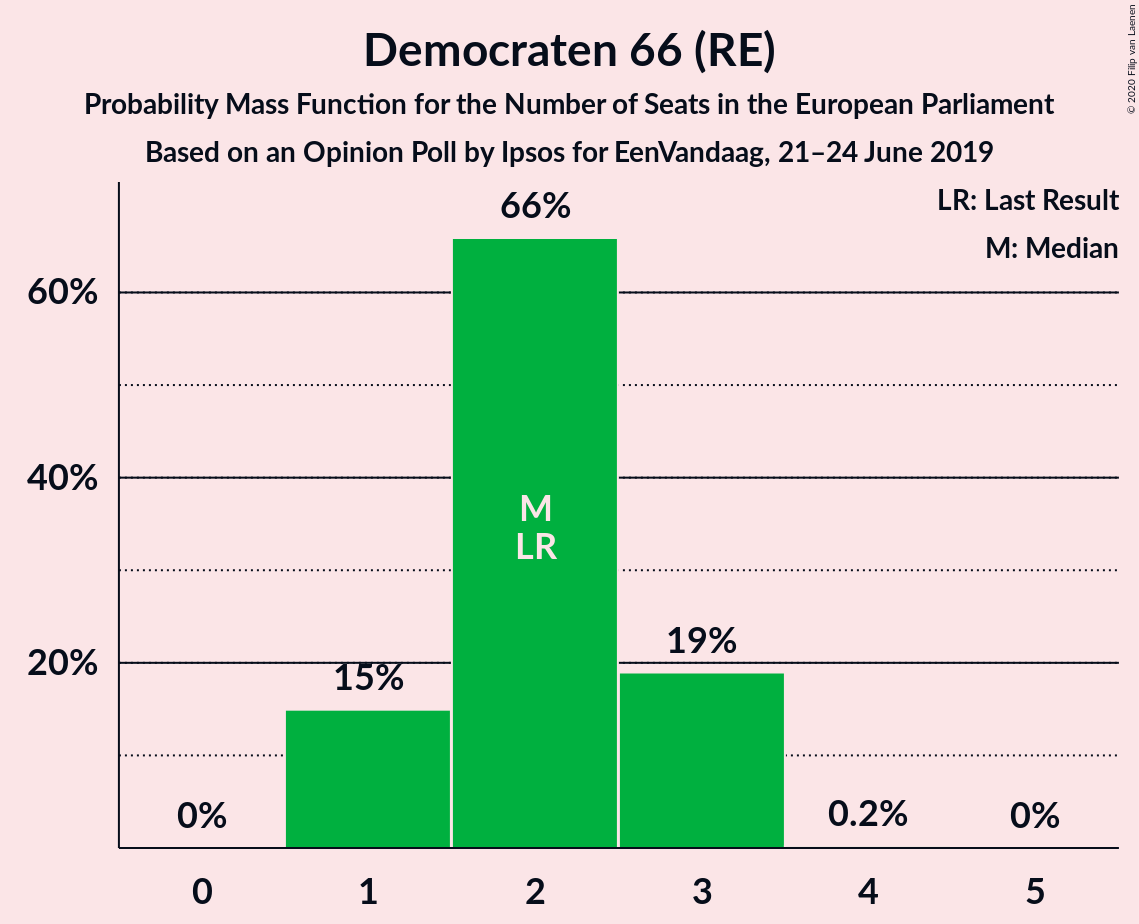 Democraten 66 (RE)
Probability Mass Function for the Number of Seats in the European Parliament
Based on an Opinion Poll by Ipsos for EenVandaag, 21–24 June 2019
© 2020 Filip van Laenen
LR: Last Result
M: Median
66%
60%
40%
M
LR
19%
20%
15%
0%
0.2%
0%
0 1 2 3 4 5